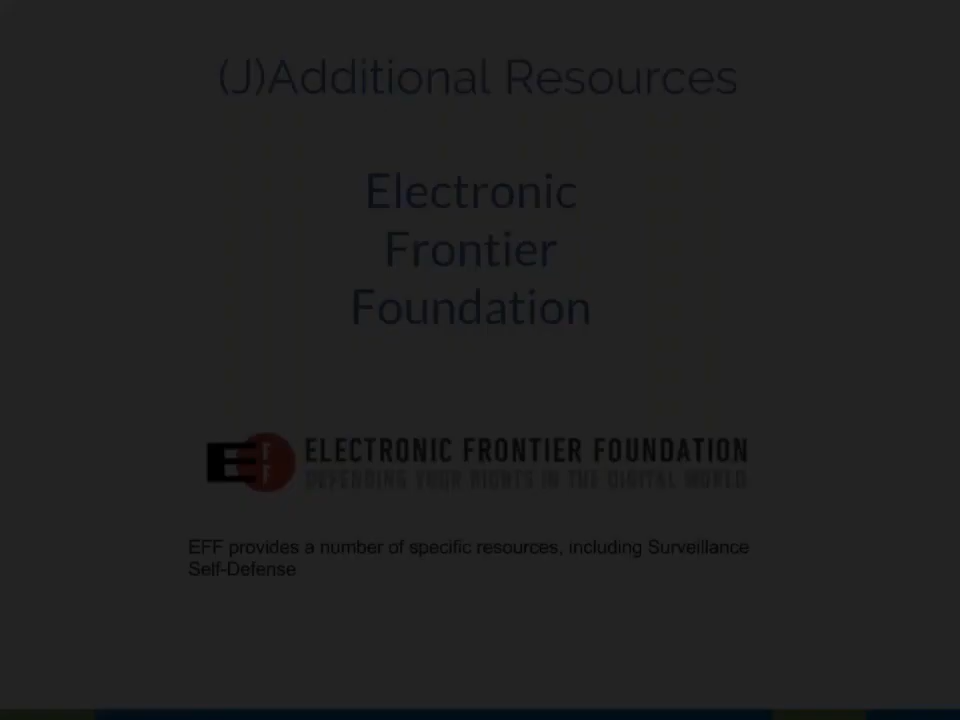 (J)Additional Resources
Electronic
Frontier
Foundation
EFF
ELECTRONIC FRONTIER FOUNDATION
DEFENDING YOUR RIGHTS IN THE DIGITAL WORLD
EFF provides a number of specific resources, including Surveillance
Self-Defense